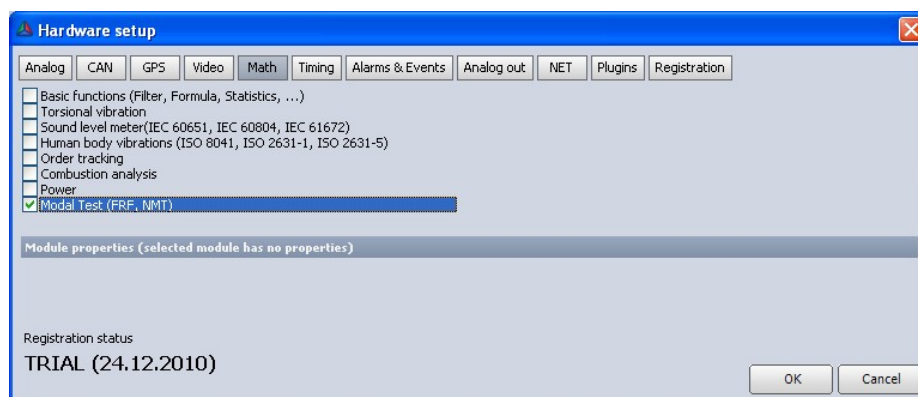 Hardware setup
Analog CAN GPS Video Math Timing Alarms & Events Analog out NET Plugins Registration
Basic functions (Filter, Formula, Statistics, ...)
Torsional vibration
Sound level meter(IEC 60651, IEC 60804, IEC 61672)
Human body vibrations (ISO 8041, ISO 2631-1, ISO 2631-5)
Order tracking
Combustion analysis
Power
Modal Test (FRF, NMT)
Module properties (selected module has no properties)
Registration status
TRIAL (24.12.2010)
OK Cancel